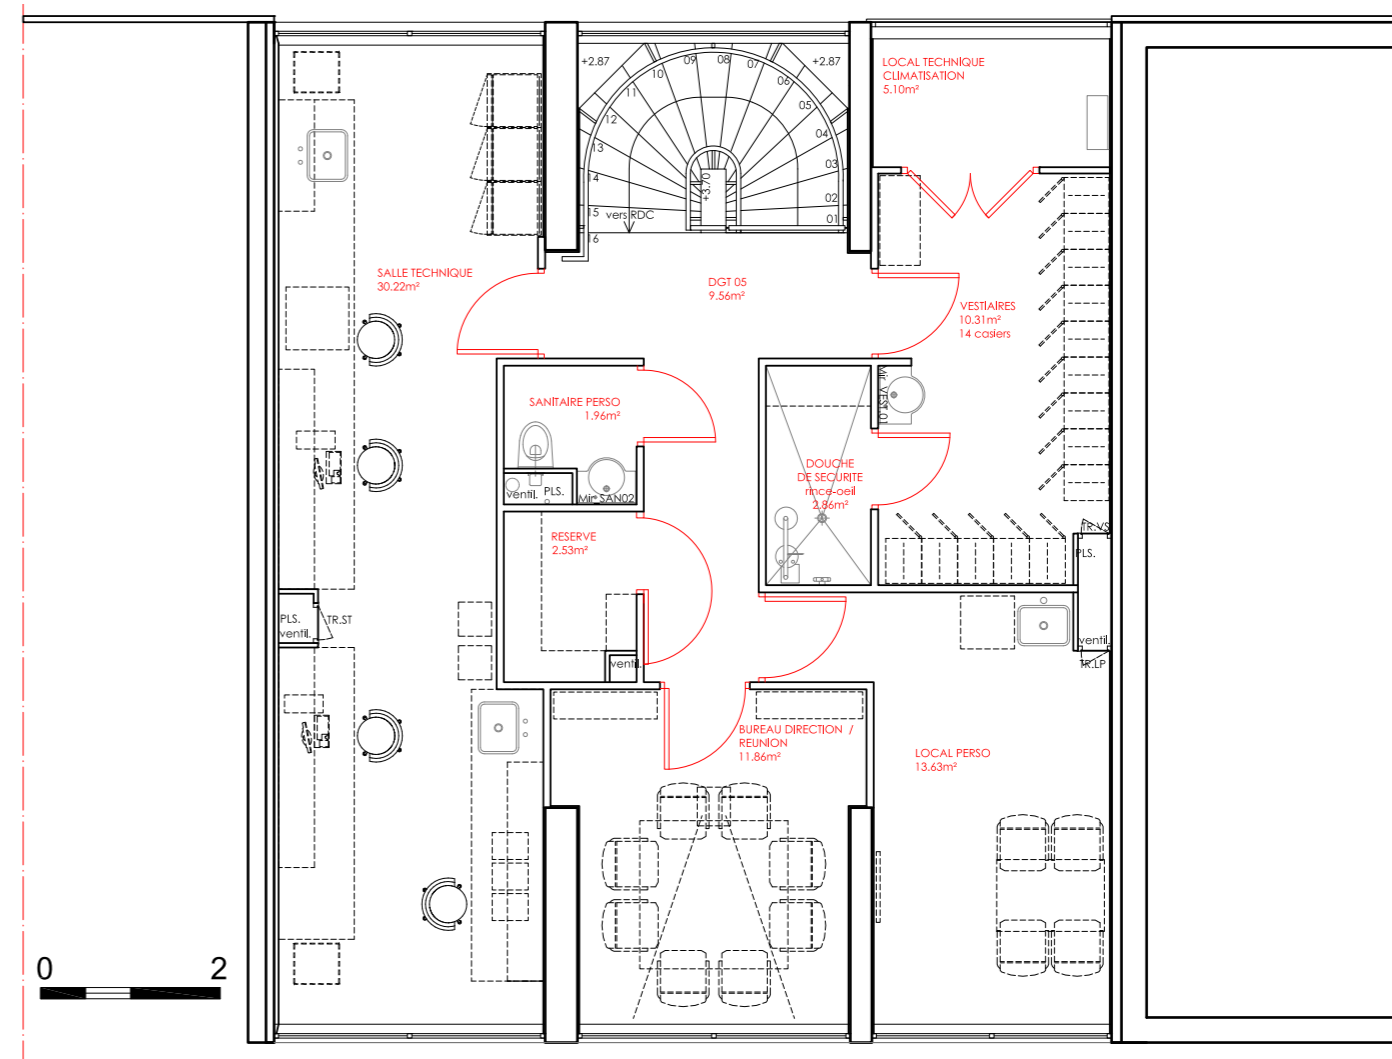 +2.87
09
08
07
+2.87
10
06
11
05
12
04
13
03
14
+3.70
02
15
vers RDC
01
16
LOCAL TECHNIQUE
CLIMATISATION
5.10m²
SALLE TECHNIQUE
30.22m²
DGT 05
9.56m²
VESTIAIRES
10.31m²
14 casiers
SANITAIRE PERSO
1.96m²
Mir_VEST.01
DOUCHE
DE SECURITE
rince-oeil
2.86m²
ventil.
PLS.
Mir_SAN02
RESERVE
2.53m²
TR.VS
PLS.
PLS.
ventil.
TR.ST
ventil.
ventil.
TR.LP
BUREAU DIRECTION /
REUNION
11.86m²
LOCAL PERSO
13.63m²
0 2